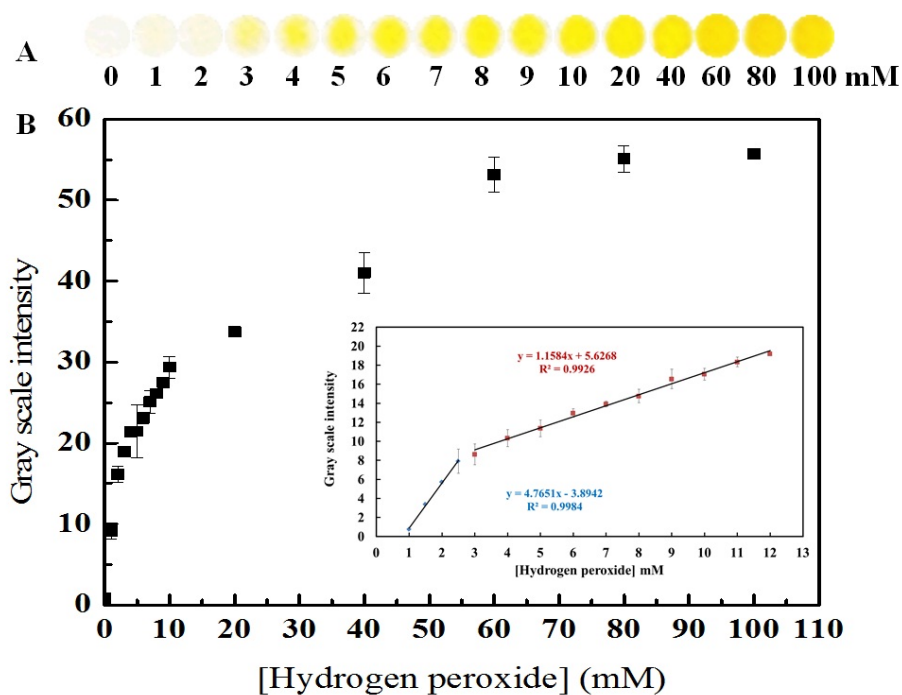 A
0 1 2 3 4 5 6 7 8 9 10 20 40 60 80 100 mM
B
60
50
40
30
20
10
0
Gray scale intensity
0 10 20 30 40 50 60 70 80 90 100 110
[Hydrogen peroxide] (mM)
22
20
18
16
14
12
10
8
6
4
2
0
Gray scale intensity
y = 1.1584x + 5.6268
R² = 0.9926
y = 4.7651x - 3.8942
R² = 0.9984
0 1 2 3 4 5 6 7 8 9 10 11 12 13
[Hydrogen peroxide] mM